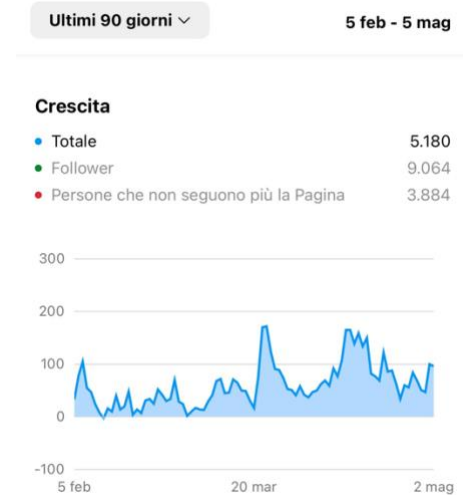 Ultimi 90 giorni
5 feb - 5 mag
Crescita
Totale 5.180
Follower 9.064
Persone che non seguono più la Pagina 3.884
300
200
100
0
-100
5 feb 20 mar 2 mag